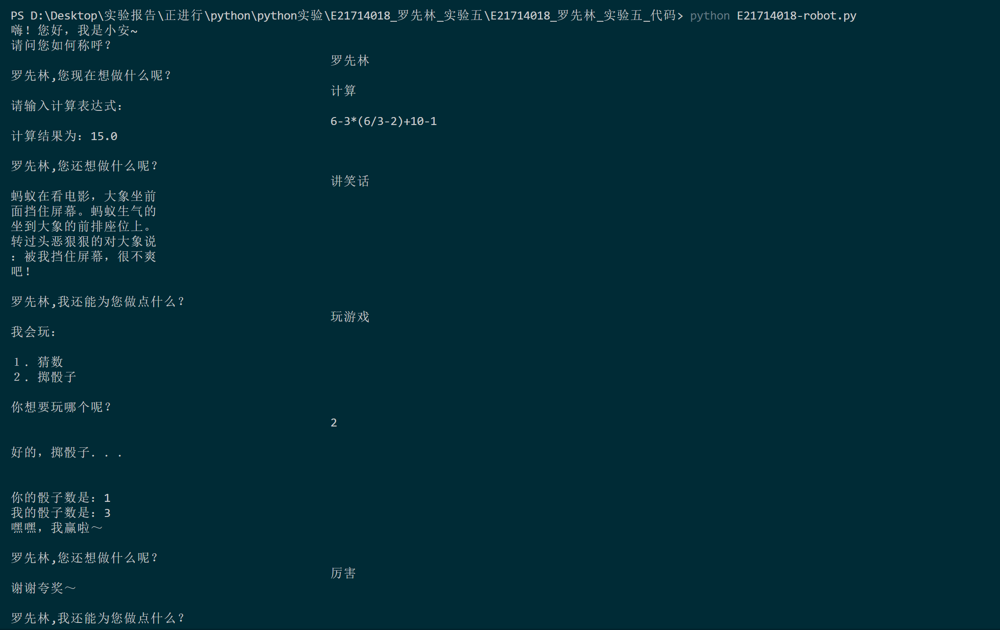 PS D:\Desktop\实验报告\正进行\python\python实验\E21714018_罗先林_实验五\E21714018_罗先林_实验五_代码> python E21714018-robot.py
嗨！您好，我是小安~
请问您如何称呼？
罗先林
罗先林,您现在想做什么呢？
计算
请输入计算表达式：
6-3*(6/3-2)+10-1
计算结果为：15.0
罗先林,您还想做什么呢？
讲笑话
蚂蚁在看电影，大象坐前
面挡住屏幕。蚂蚁生气的
坐到大象的前排座位上。
转过头恶狠狠的对大象说
：被我挡住屏幕，很不爽
吧！
罗先林,我还能为您做点什么？
玩游戏
我会玩：
１．猜数
２．掷骰子
你想要玩哪个呢？
2
好的，掷骰子．．．
你的骰子数是：1
我的骰子数是：3
嘿嘿，我赢啦～
罗先林,您还想做什么呢？
厉害
谢谢夸奖～
罗先林,我还能为您做点什么？